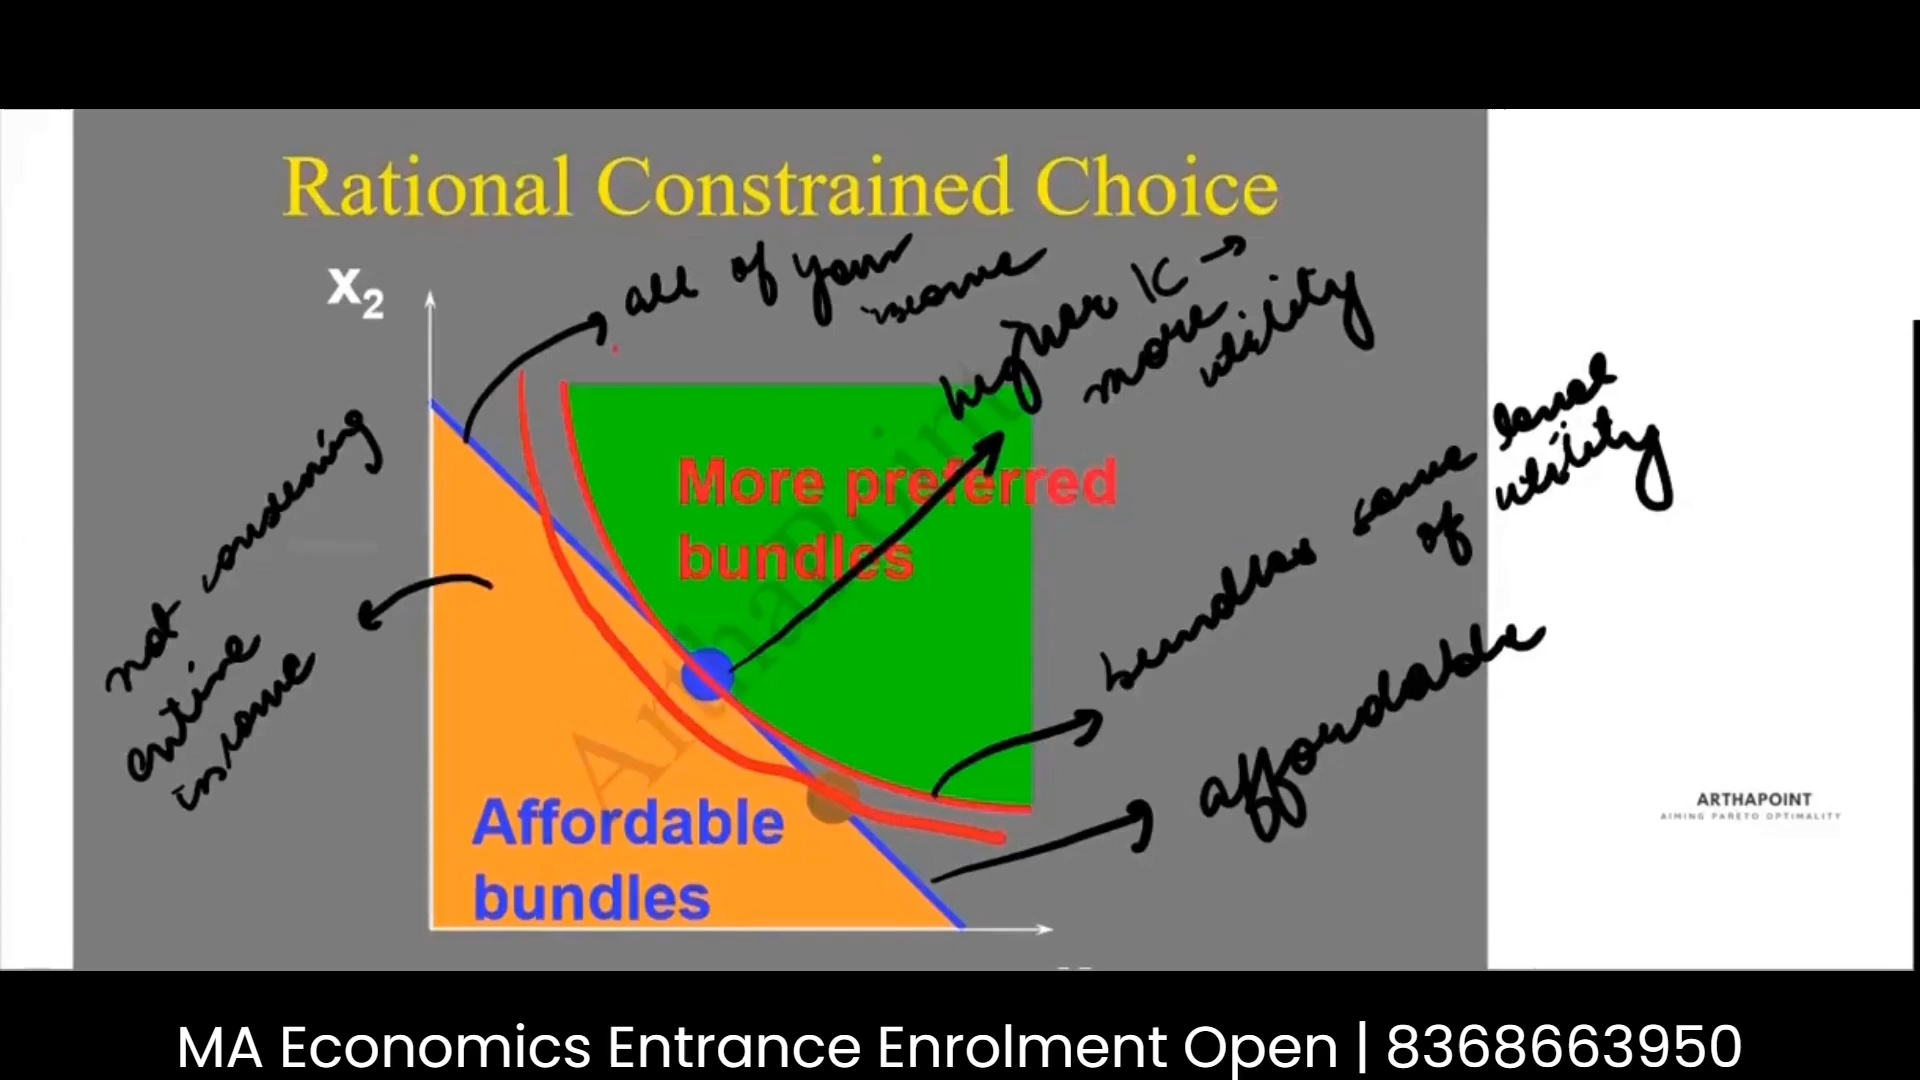 Rational Constrained Choice
X2
all of your
income
higher IC →
more
utility
not consuming
entire
income
More preferred
bundles
bundles same level
of utility
affordable
Affordable
bundles
ArthaPoint
ARTHAPOINT
AIMING PARETO OPTIMALITY
MA Economics Entrance Enrolment Open | 8368663950